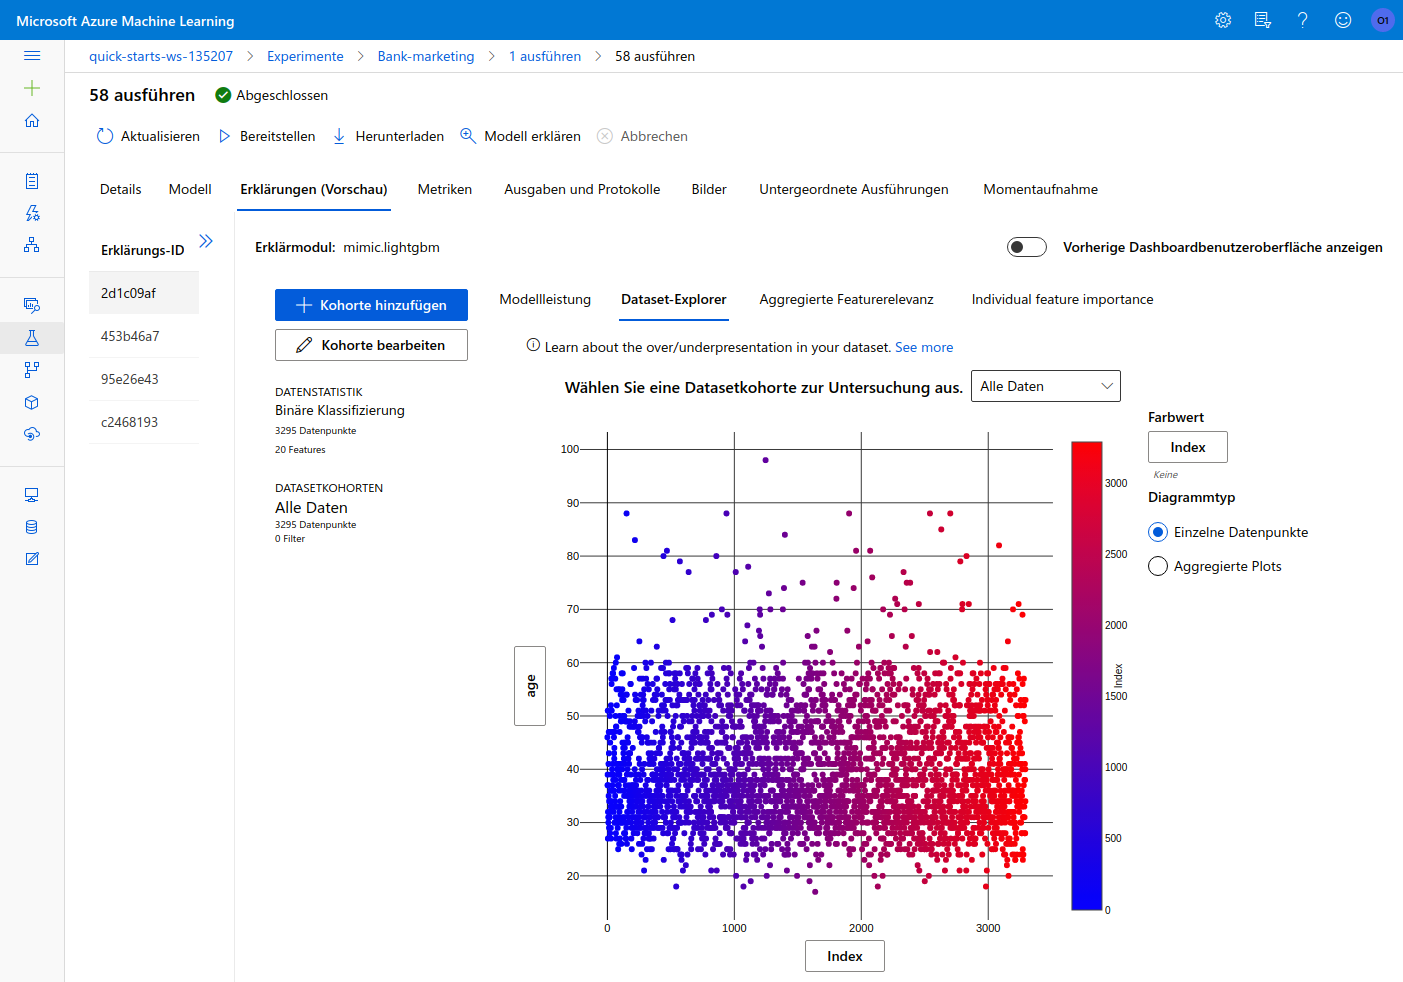 Microsoft Azure Machine Learning
O1
quick-starts-ws-135207 > Experimente > Bank-marketing > 1 ausführen > 58 ausführen
58 ausführen Abgeschlossen
Aktualisieren Bereitstellen Herunterladen Modell erklären Abbrechen
Details Modell Erklärungen (Vorschau) Metriken Ausgaben und Protokolle Bilder Untergeordnete Ausführungen Momentaufnahme
Erklärungs-ID
2d1c09af
453b46a7
95e26e43
c2468193
Erklärmodul: mimic.lightgbm
Vorherige Dashboardbenutzeroberfläche anzeigen
Kohorte hinzufügen
Kohorte bearbeiten
DATENSTATISTIK
Binäre Klassifizierung
3295 Datenpunkte
20 Features
DATASETKOHORTEN
Alle Daten
3295 Datenpunkte
0 Filter
Modellleistung Dataset-Explorer Aggregierte Featurerelevanz Individual feature importance
Learn about the over/underpresentation in your dataset. See more
Wählen Sie eine Datasetkohorte zur Untersuchung aus. Alle Daten
age
100
90
80
70
60
50
40
30
20
0 1000 2000 3000
Index
3000
2500
2000
1500
1000
500
0
Index
Farbwert
Index
Keine
Diagrammtyp
Einzelne Datenpunkte
Aggregierte Plots